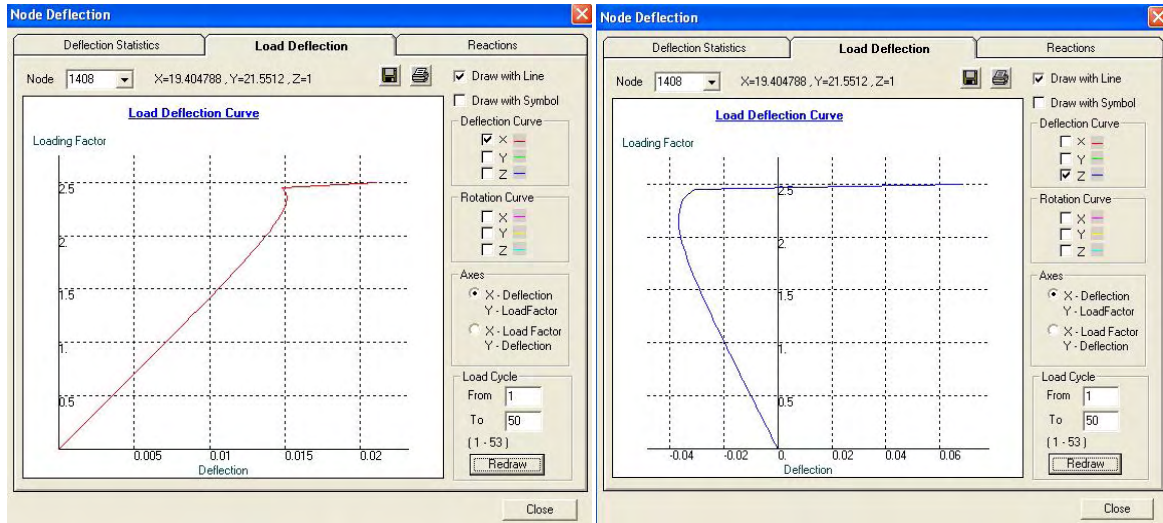 Node Deflection
Deflection Statistics
Load Deflection
Reactions
Node 1408 X=19.404788 , Y=21.5512 , Z=1
Draw with Line
Draw with Symbol
Load Deflection Curve
Loading Factor
2.5
2.
1.5
1.
0.5
0.005 0.01 0.015 0.02
Deflection
Deflection Curve
X
Y
Z
Rotation Curve
X
Y
Z
Axes
X - Deflection
Y - LoadFactor
X - Load Factor
Y - Deflection
Load Cycle
From 1
To 50
( 1 - 53 )
Redraw
Close
Node Deflection
Deflection Statistics
Load Deflection
Reactions
Node 1408 X=19.404788 , Y=21.5512 , Z=1
Draw with Line
Draw with Symbol
Load Deflection Curve
Loading Factor
2.5
2.
1.5
1.
0.5
-0.04 -0.02 0. 0.02 0.04 0.06
Deflection
Deflection Curve
X
Y
Z
Rotation Curve
X
Y
Z
Axes
X - Deflection
Y - LoadFactor
X - Load Factor
Y - Deflection
Load Cycle
From 1
To 50
( 1 - 53 )
Redraw
Close